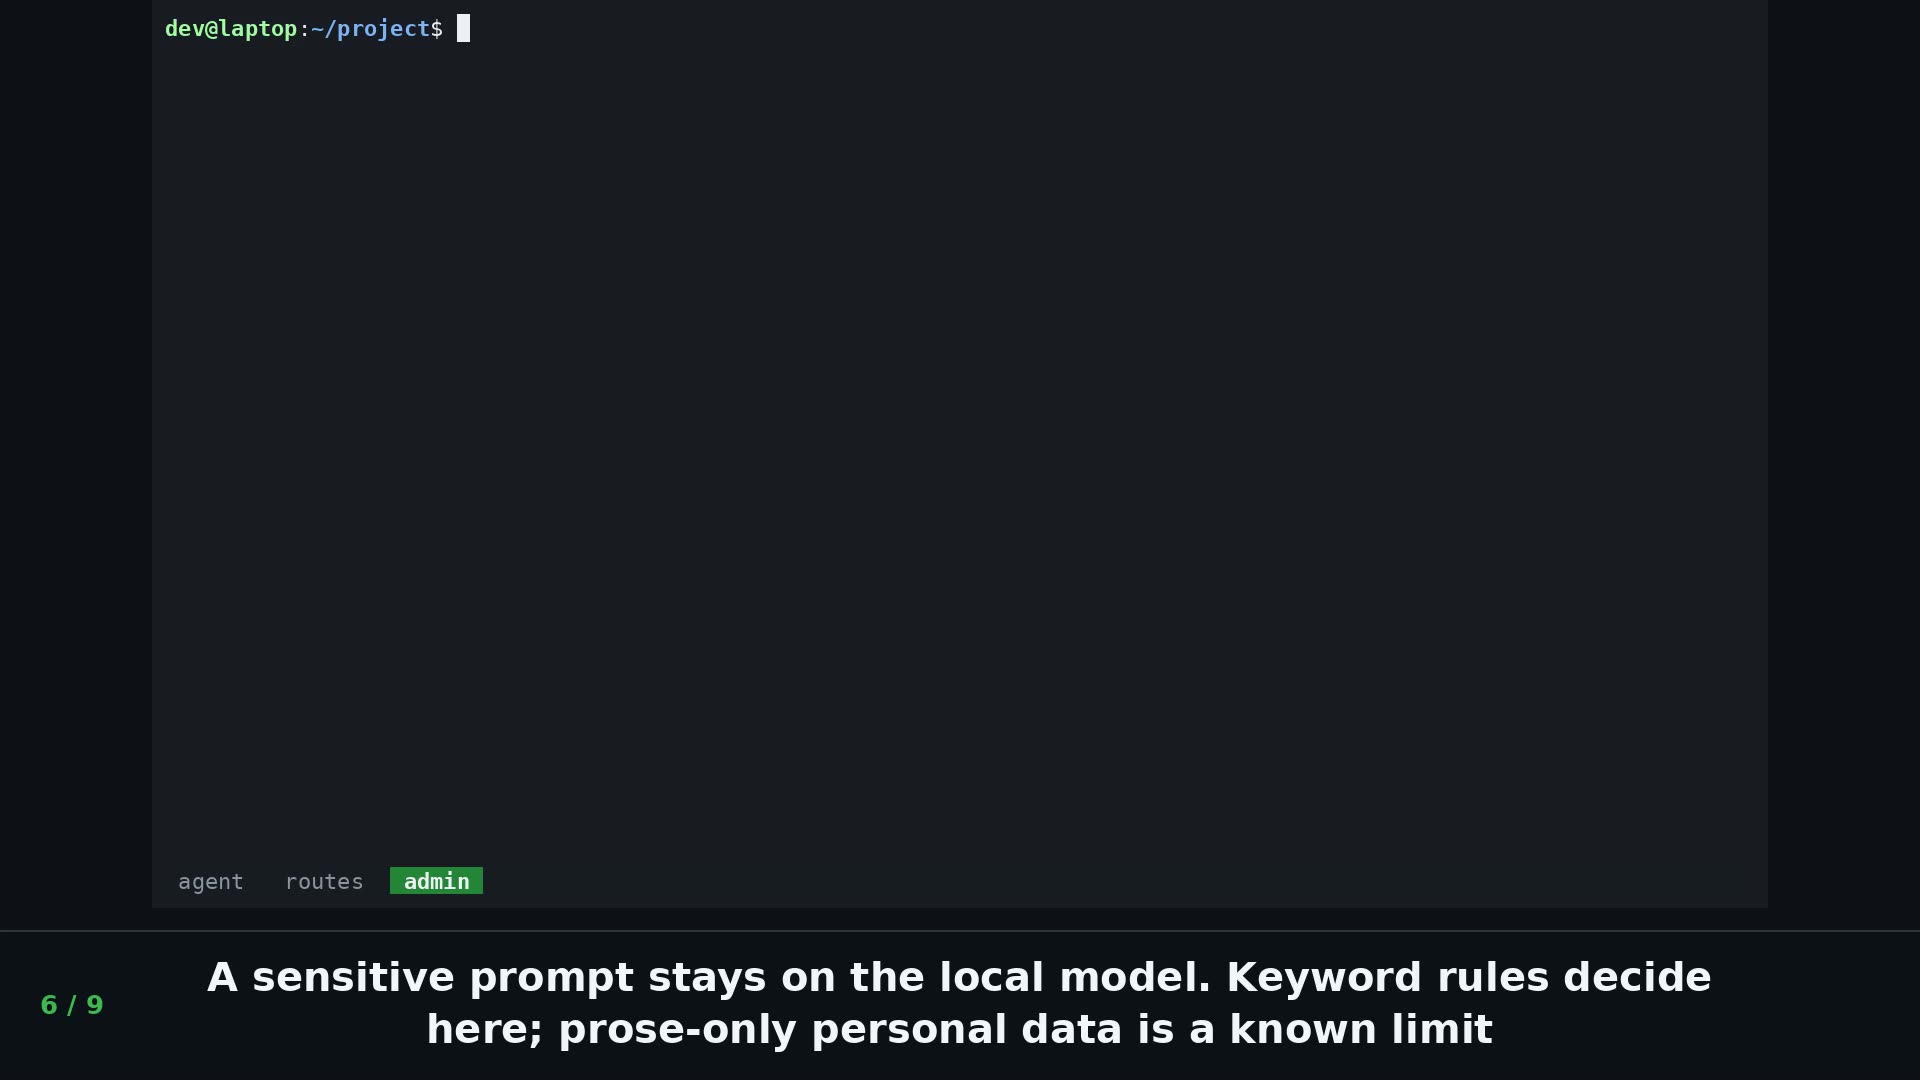 dev@laptop:~/project$
agent routes admin
6 / 9
A sensitive prompt stays on the local model. Keyword rules decide
here; prose-only personal data is a known limit